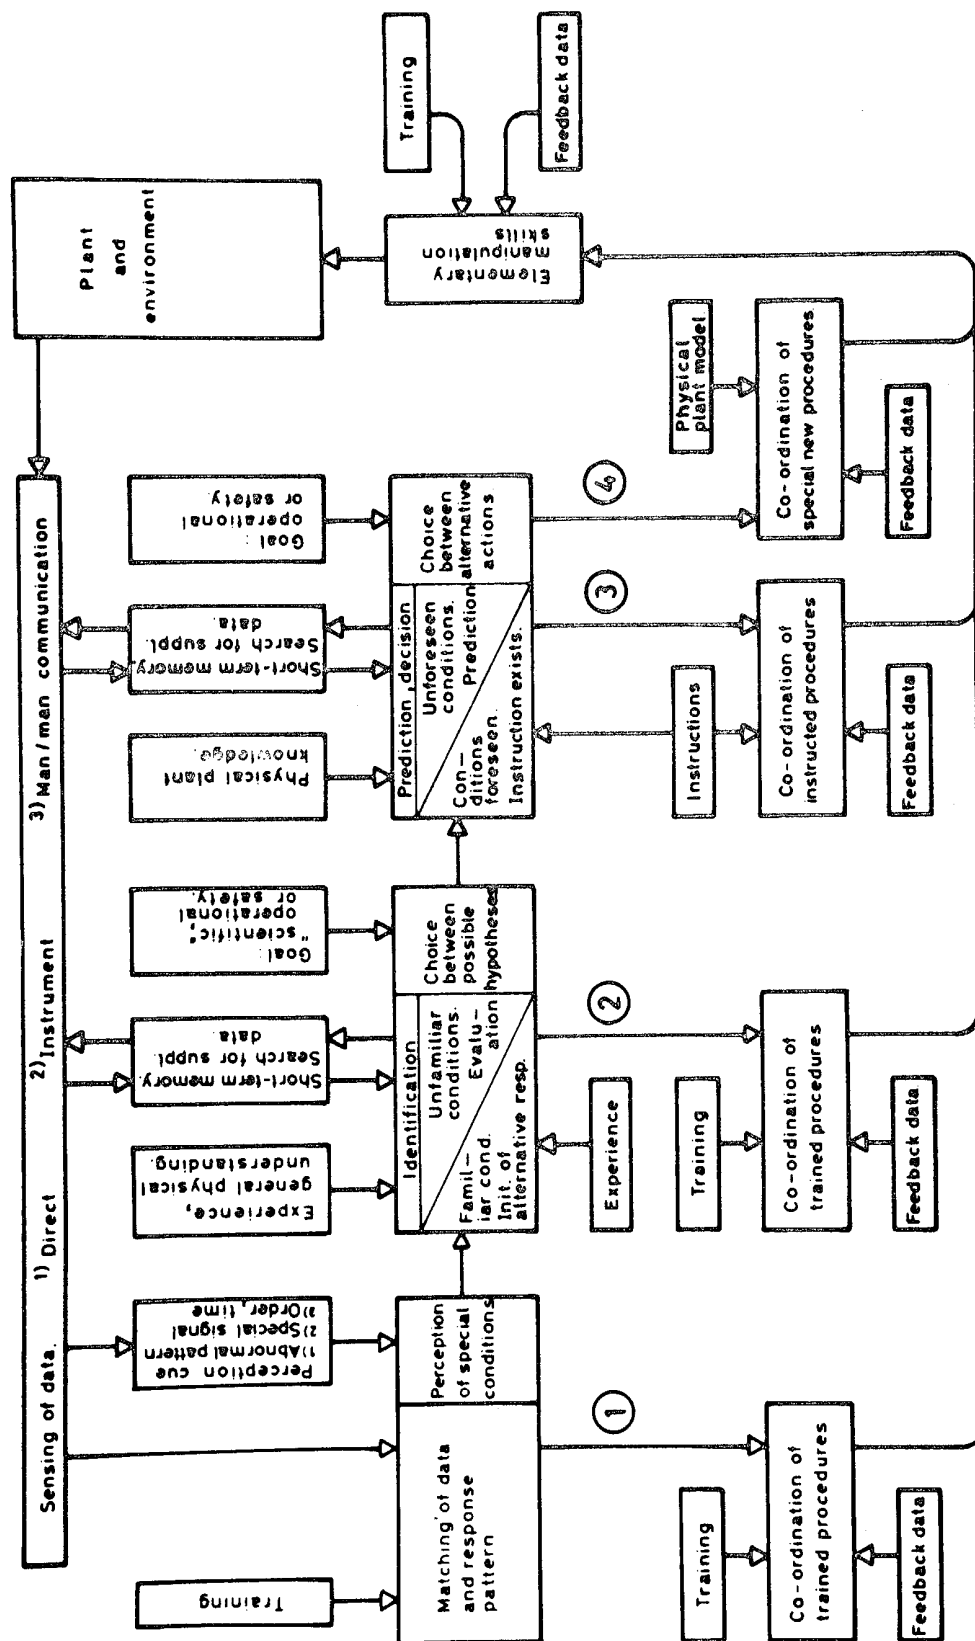 Sensing of data.
1) Direct
2) Instrument
3) Man/man communication
Plant
and
environment
Training
Perception cue
1) Abnormal pattern
2) Special signal
3) Order, time
Experience,
general physical
understanding.
Short-term memory.
Search for suppl.
data.
Goal:
"scientific",
operational
or safety.
Physical plant
knowledge.
Short-term memory.
Search for suppl.
data.
Goal:
operational
or safety.
Matching of data
and response
pattern
Perception
of special
conditions
Identification
Unfamiliar
conditions.
Evalu-
ation
Famil-
iar cond.
Init. of
alternative resp.
Choice
between
possible
hypotheses
Prediction, decision
Unforeseen
conditions.
Prediction
Con-
ditions
foreseen.
Instruction exists.
Choice
between
alternative
actions
Elementary
manipulation
skills
Training
Feedback data
1
2
3
4
Training
Experience
Training
Instructions
Physical
plant model
Co-ordination of
trained procedures
Co-ordination of
trained procedures
Co-ordination of
instructed procedures
Co-ordination of
special new procedures
Feedback data
Feedback data
Feedback data
Feedback data